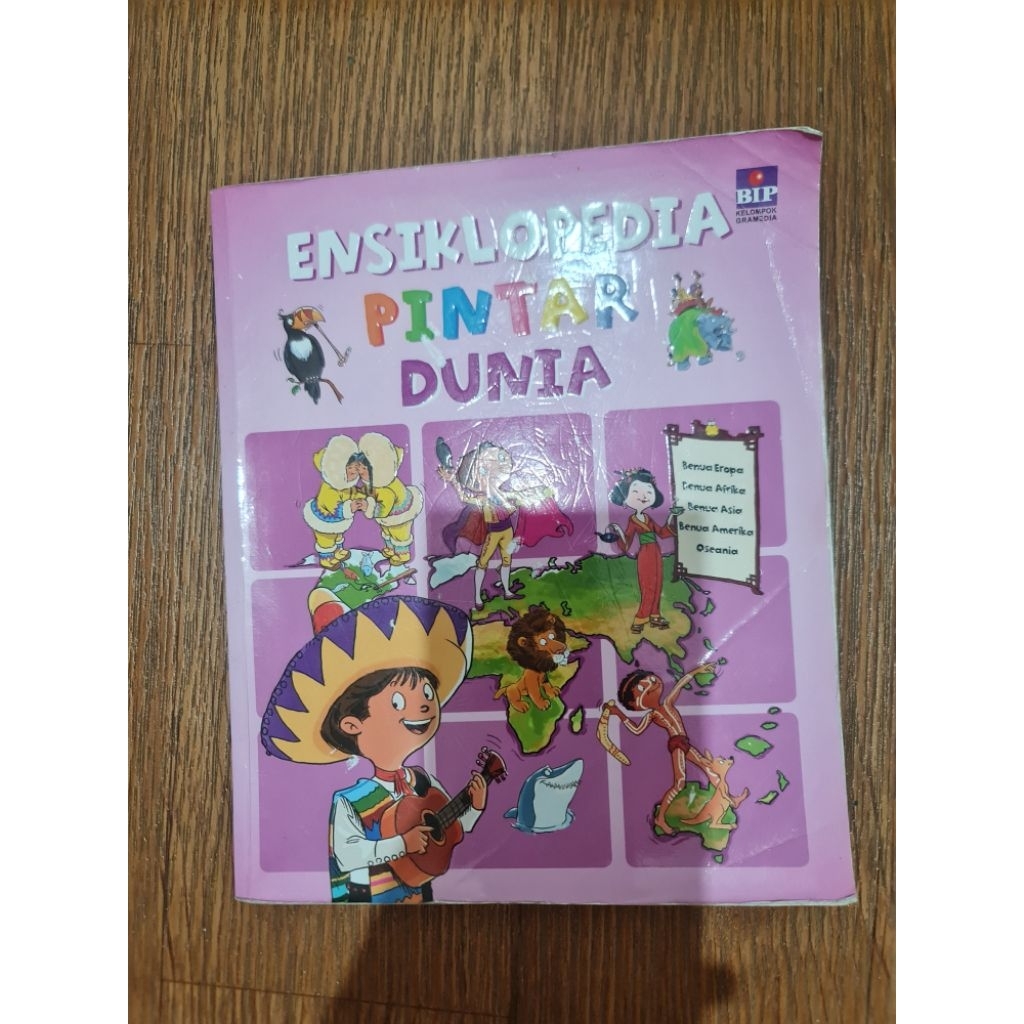 BIP
KELOMPOK
GRAMEDIA
ENSIKLOPEDIA
PINTAR
DUNIA
Benua Eropa
Benua Afrika
Benua Asia
Benua Amerika
Oseania